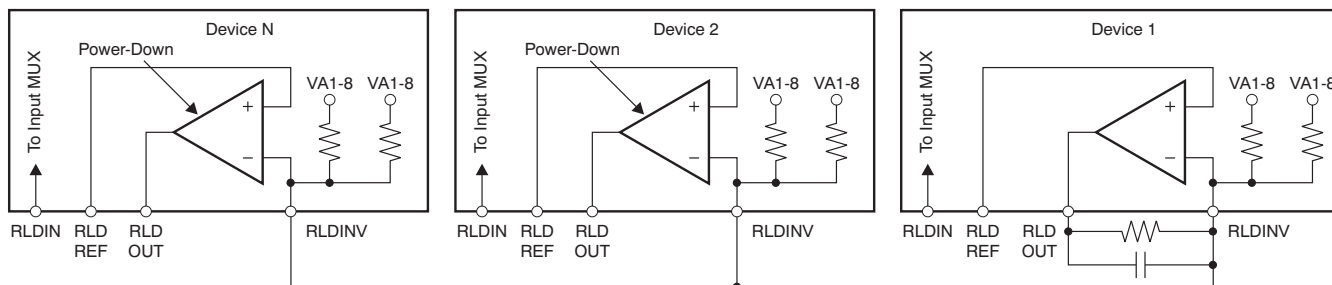 Device N
Power-Down
To Input MUX
VA1-8 VA1-8
+
−
RLDIN RLD REF RLD OUT RLDINV
Device 2
Power-Down
To Input MUX
VA1-8 VA1-8
+
−
RLDIN RLD REF RLD OUT RLDINV
Device 1
To Input MUX
VA1-8 VA1-8
+
−
RLDIN RLD REF RLD OUT RLDINV